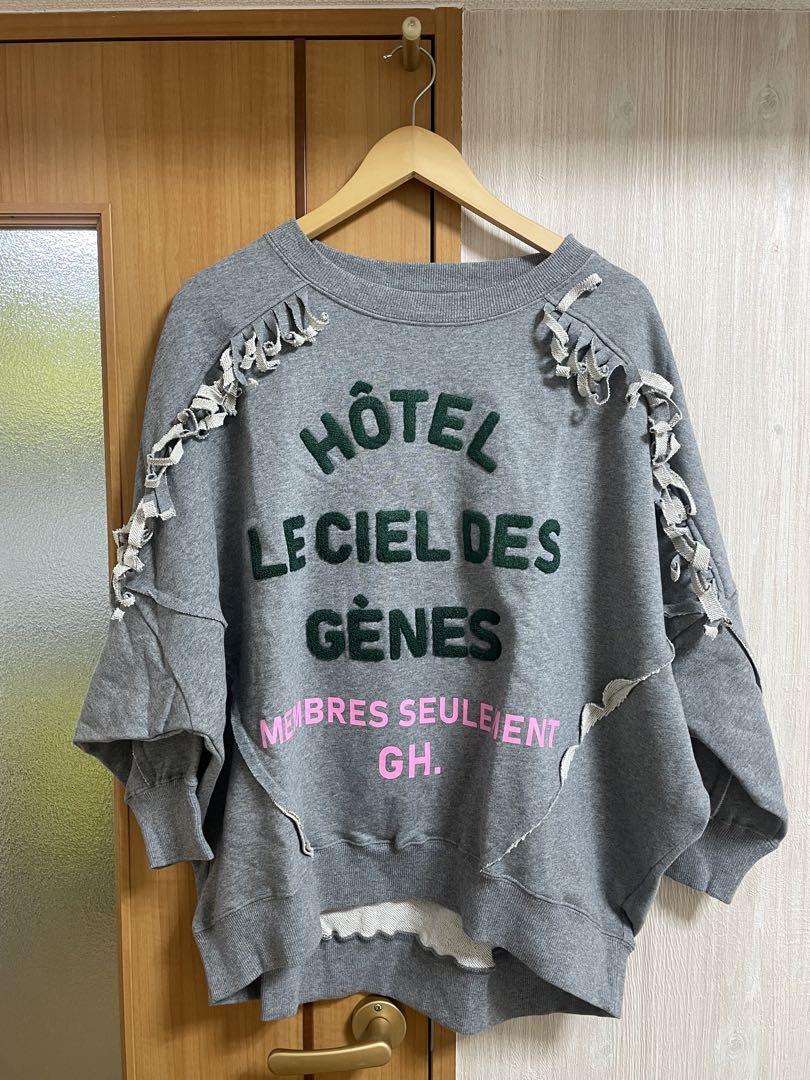 HÔTEL
LE CIEL DES
GÈNES
MEMBRES SEULEMENT
GH.